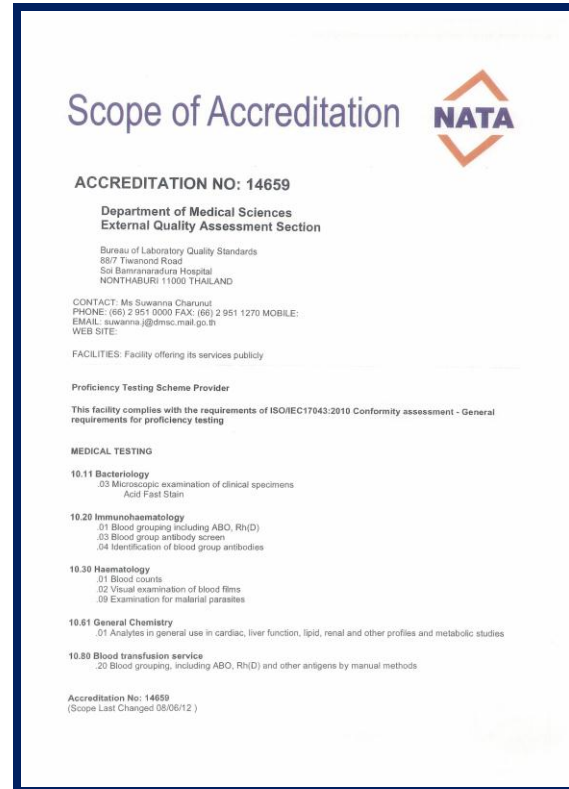 Scope of Accreditation
NATA
ACCREDITATION NO: 14659
Department of Medical Sciences
External Quality Assessment Section
Bureau of Laboratory Quality Standards
88/7 Tiwanond Road
Soi Bamranaradura Hospital
NONTHABURI 11000 THAILAND
CONTACT: Ms Suwanna Charunut
PHONE: (66) 2 951 0000 FAX: (66) 2 951 1270 MOBILE:
EMAIL: suwanna.j@dmsc.mail.go.th
WEB SITE:
FACILITIES: Facility offering its services publicly
Proficiency Testing Scheme Provider
This facility complies with the requirements of ISO/IEC17043:2010 Conformity assessment - General
requirements for proficiency testing
MEDICAL TESTING
10.11 Bacteriology
.03 Microscopic examination of clinical specimens
Acid Fast Stain
10.20 Immunohaematology
.01 Blood grouping including ABO, Rh(D)
.03 Blood group antibody screen
.04 Identification of blood group antibodies
10.30 Haematology
.01 Blood counts
.02 Visual examination of blood films
.09 Examination for malarial parasites
10.61 General Chemistry
.01 Analytes in general use in cardiac, liver function, lipid, renal and other profiles and metabolic studies
10.80 Blood transfusion service
.20 Blood grouping, including ABO, Rh(D) and other antigens by manual methods
Accreditation No: 14659
(Scope Last Changed 08/06/12 )